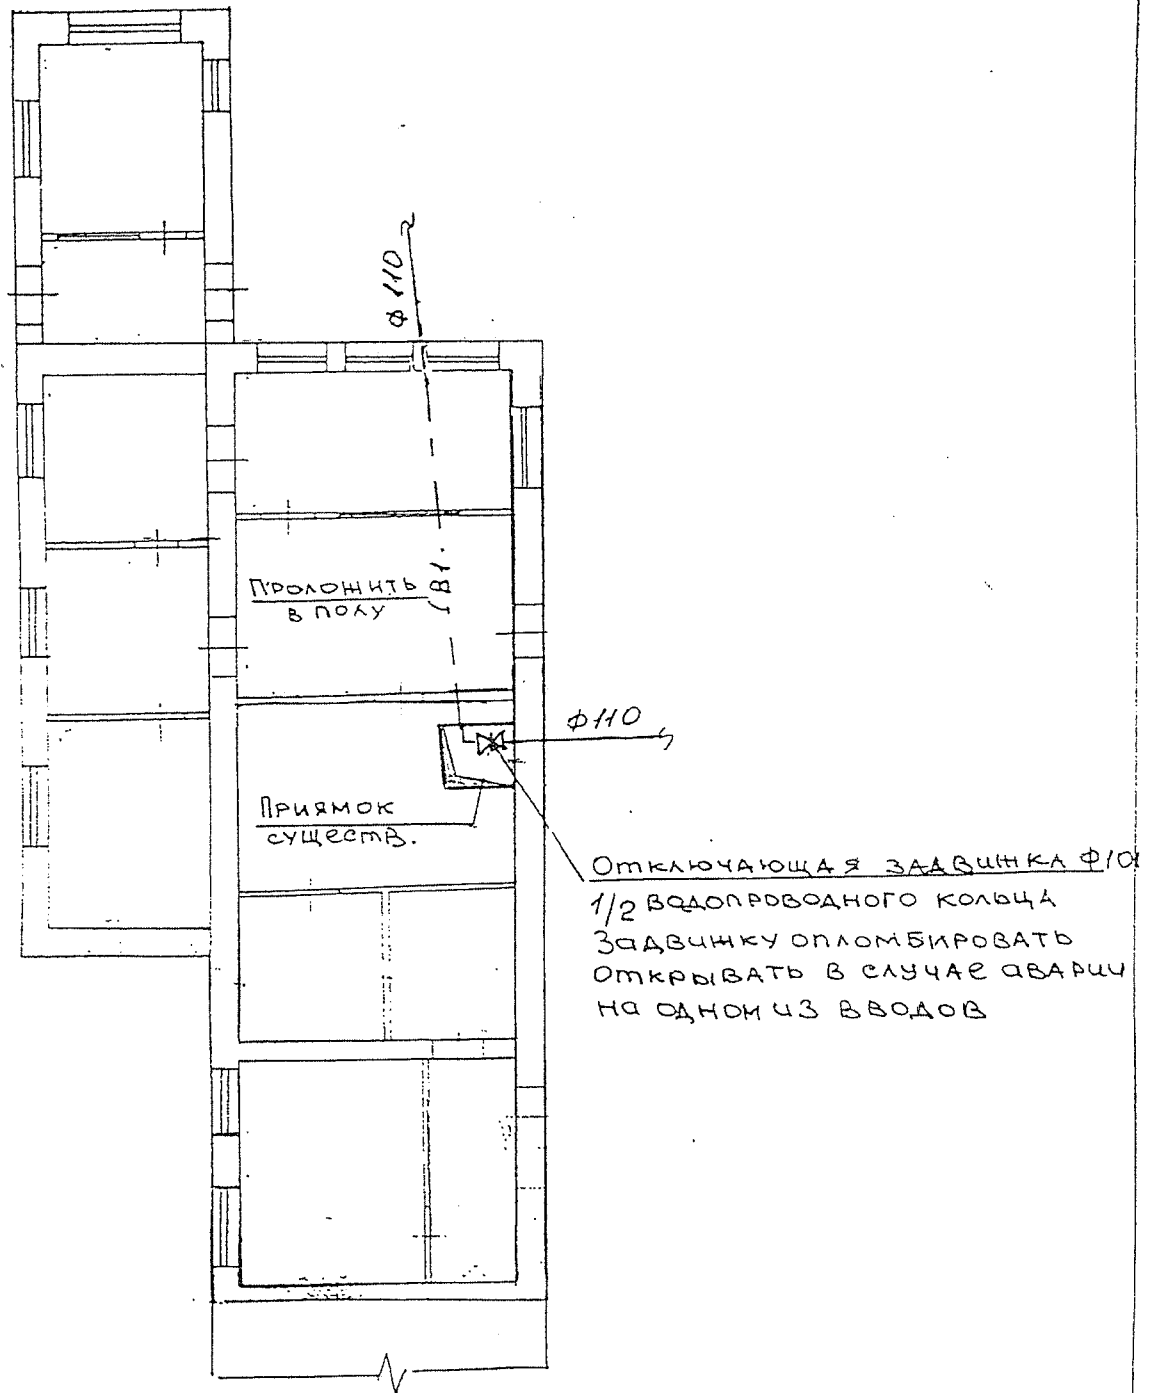 ф 110
Проложить
в полу
В1.
ф110
Приямок
существ.
Отключающая задвижка ф10
1/2 водопроводного кольца
Задвижку опломбировать
открывать в случае аварии
на одном из вводов